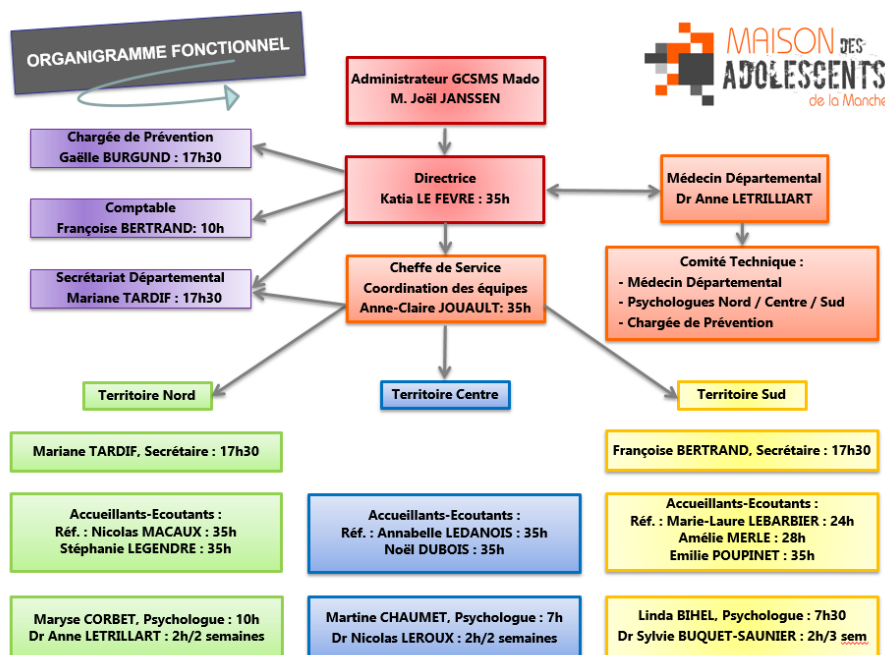 ORGANIGRAMME FONCTIONNEL
MAISON DES
ADOLESCENTS
de la Manche
Administrateur GCSMS Mado
M. Joël JANSSEN
Chargée de Prévention
Gaëlle BURGUND : 17h30
Directrice
Katia LE FEVRE : 35h
Médecin Départemental
Dr Anne LETRILLIART
Comptable
Françoise BERTRAND: 10h
Secrétariat Départemental
Mariane TARDIF : 17h30
Cheffe de Service
Coordination des équipes
Anne-Claire JOUAULT: 35h
Comité Technique :
- Médecin Départemental
- Psychologues Nord / Centre / Sud
- Chargée de Prévention
Territoire Nord
Territoire Centre
Territoire Sud
Mariane TARDIF, Secrétaire : 17h30
Françoise BERTRAND, Secrétaire : 17h30
Accueillants-Ecoutants :
Réf. : Nicolas MACAUX : 35h
Stéphanie LEGENDRE : 35h
Accueillants-Ecoutants :
Réf. : Annabelle LEDANOIS : 35h
Noël DUBOIS : 35h
Accueillants-Ecoutants :
Réf. : Marie-Laure LEBARBIER : 24h
Amélie MERLE : 28h
Emilie POUPINET : 35h
Maryse CORBET, Psychologue : 10h
Dr Anne LETRILLART : 2h/2 semaines
Martine CHAUMET, Psychologue : 7h
Dr Nicolas LEROUX : 2h/2 semaines
Linda BIHEL, Psychologue : 7h30
Dr Sylvie BUQUET-SAUNIER : 2h/3 sem